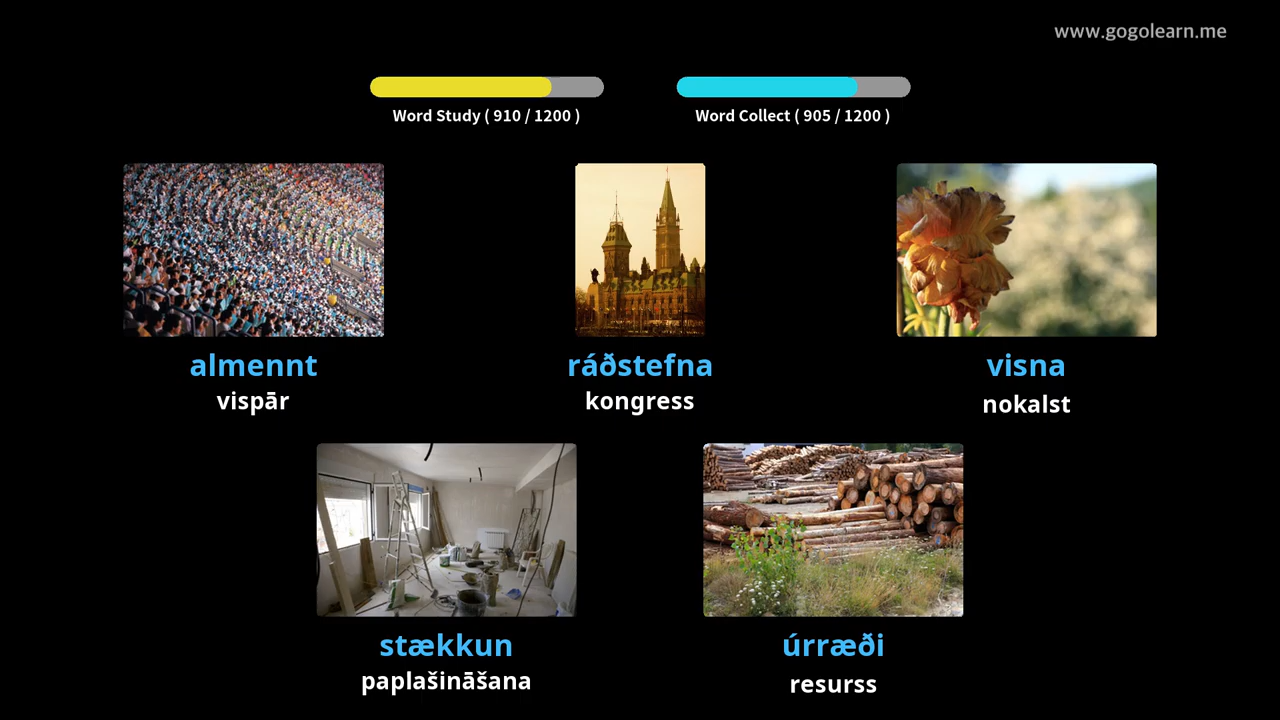 www.gogolearn.me
Word Study ( 910 / 1200 )
Word Collect ( 905 / 1200 )
almennt
vispār
ráðstefna
kongress
visna
nokalst
stækkun
paplašināšana
úrræði
resurss